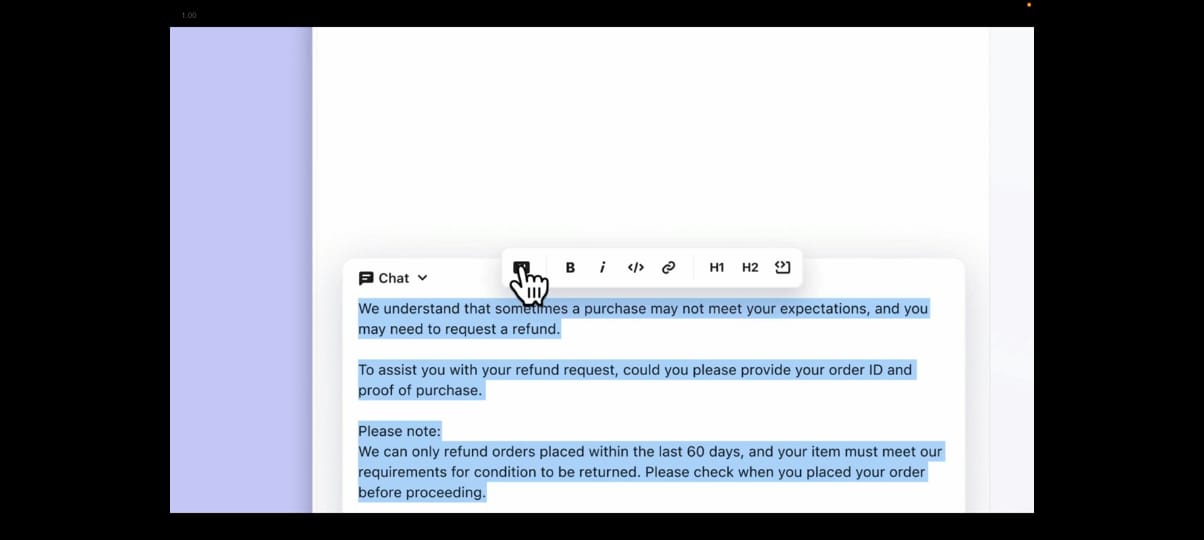 1.00
B i </> H1 H2
Chat
We understand that sometimes a purchase may not meet your expectations, and you
may need to request a refund.
To assist you with your refund request, could you please provide your order ID and
proof of purchase.
Please note:
We can only refund orders placed within the last 60 days, and your item must meet our
requirements for condition to be returned. Please check when you placed your order
before proceeding.